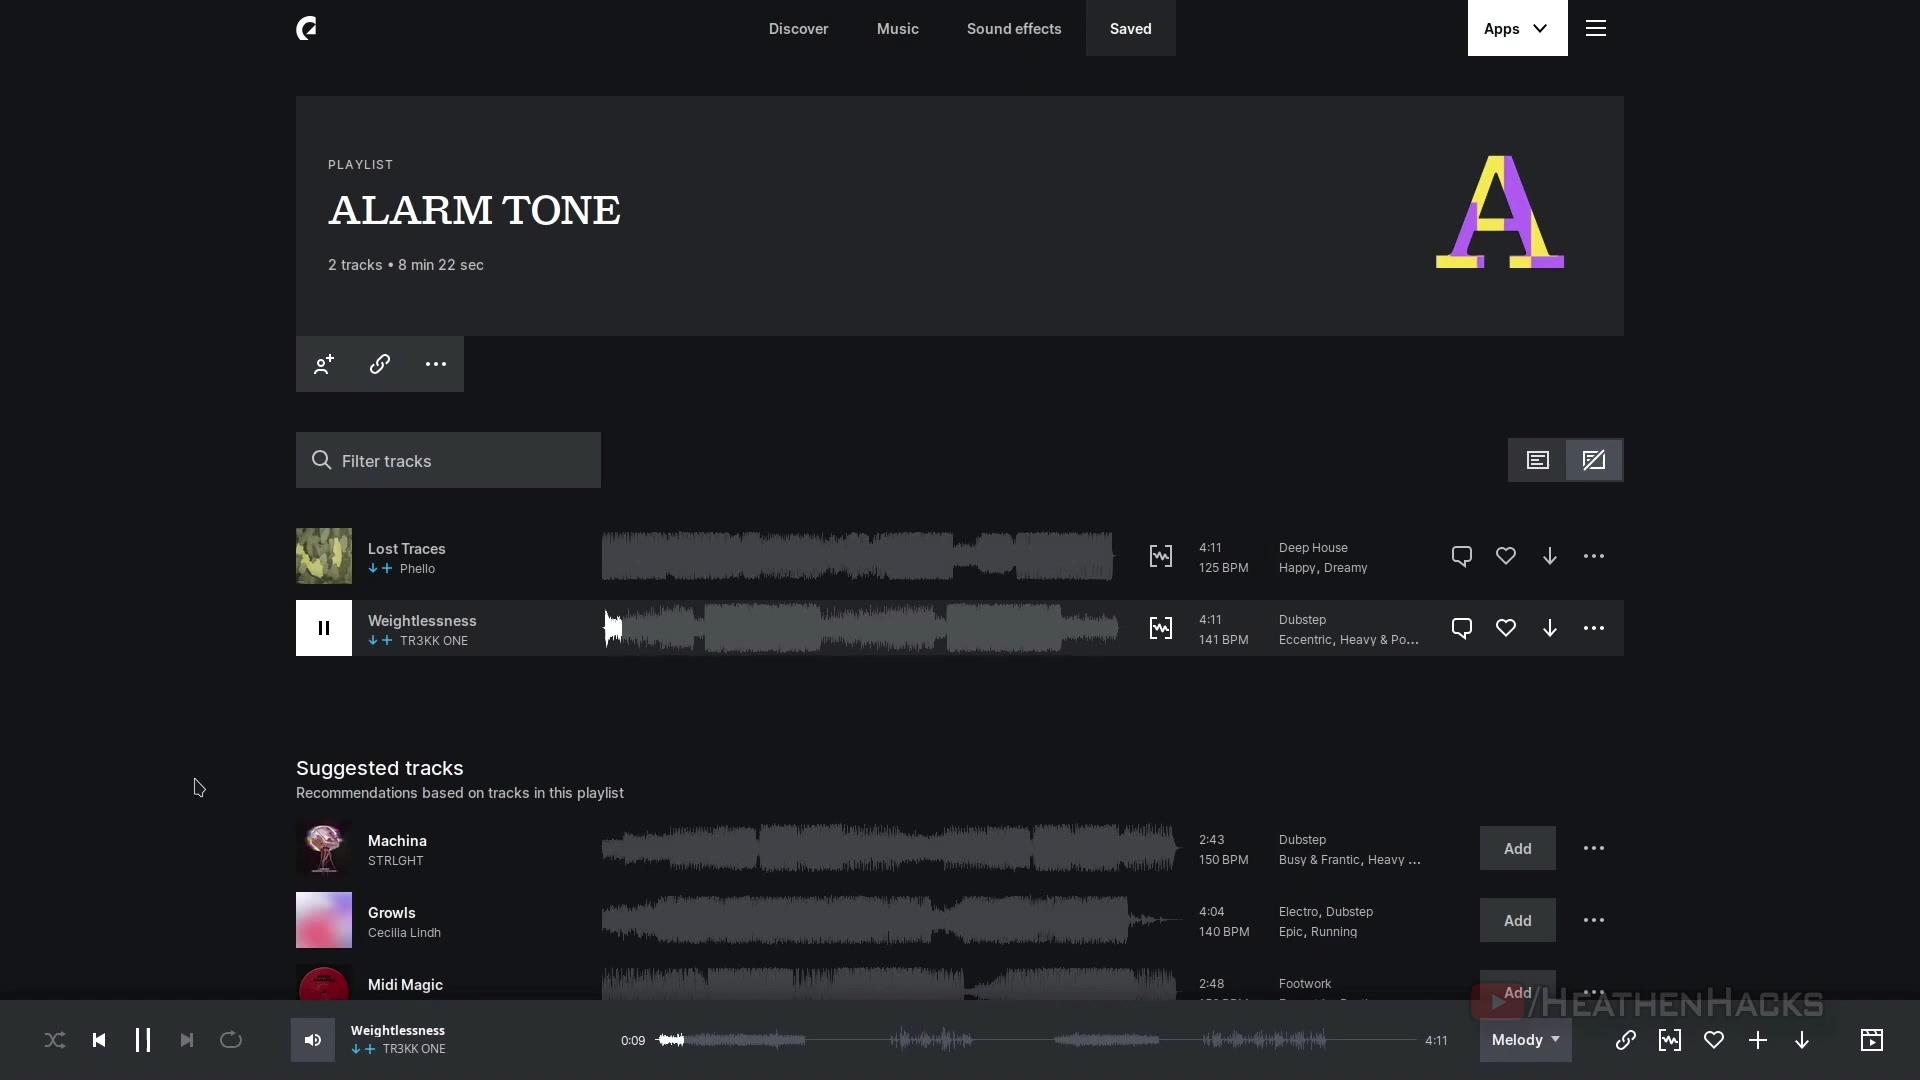 Discover
Music
Sound effects
Saved
Apps
PLAYLIST
ALARM TONE
2 tracks • 8 min 22 sec
Filter tracks
Lost Traces
Phello
4:11
125 BPM
Deep House
Happy, Dreamy
Weightlessness
TR3KK ONE
4:11
141 BPM
Dubstep
Eccentric, Heavy & Po...
Suggested tracks
Recommendations based on tracks in this playlist
Machina
STRLGHT
2:43
150 BPM
Dubstep
Busy & Frantic, Heavy ...
Add
Growls
Cecilia Lindh
4:04
140 BPM
Electro, Dubstep
Epic, Running
Add
Midi Magic
2:48
Footwork
Add
/HEATHENHACKS
Weightlessness
TR3KK ONE
0:09
4:11
Melody